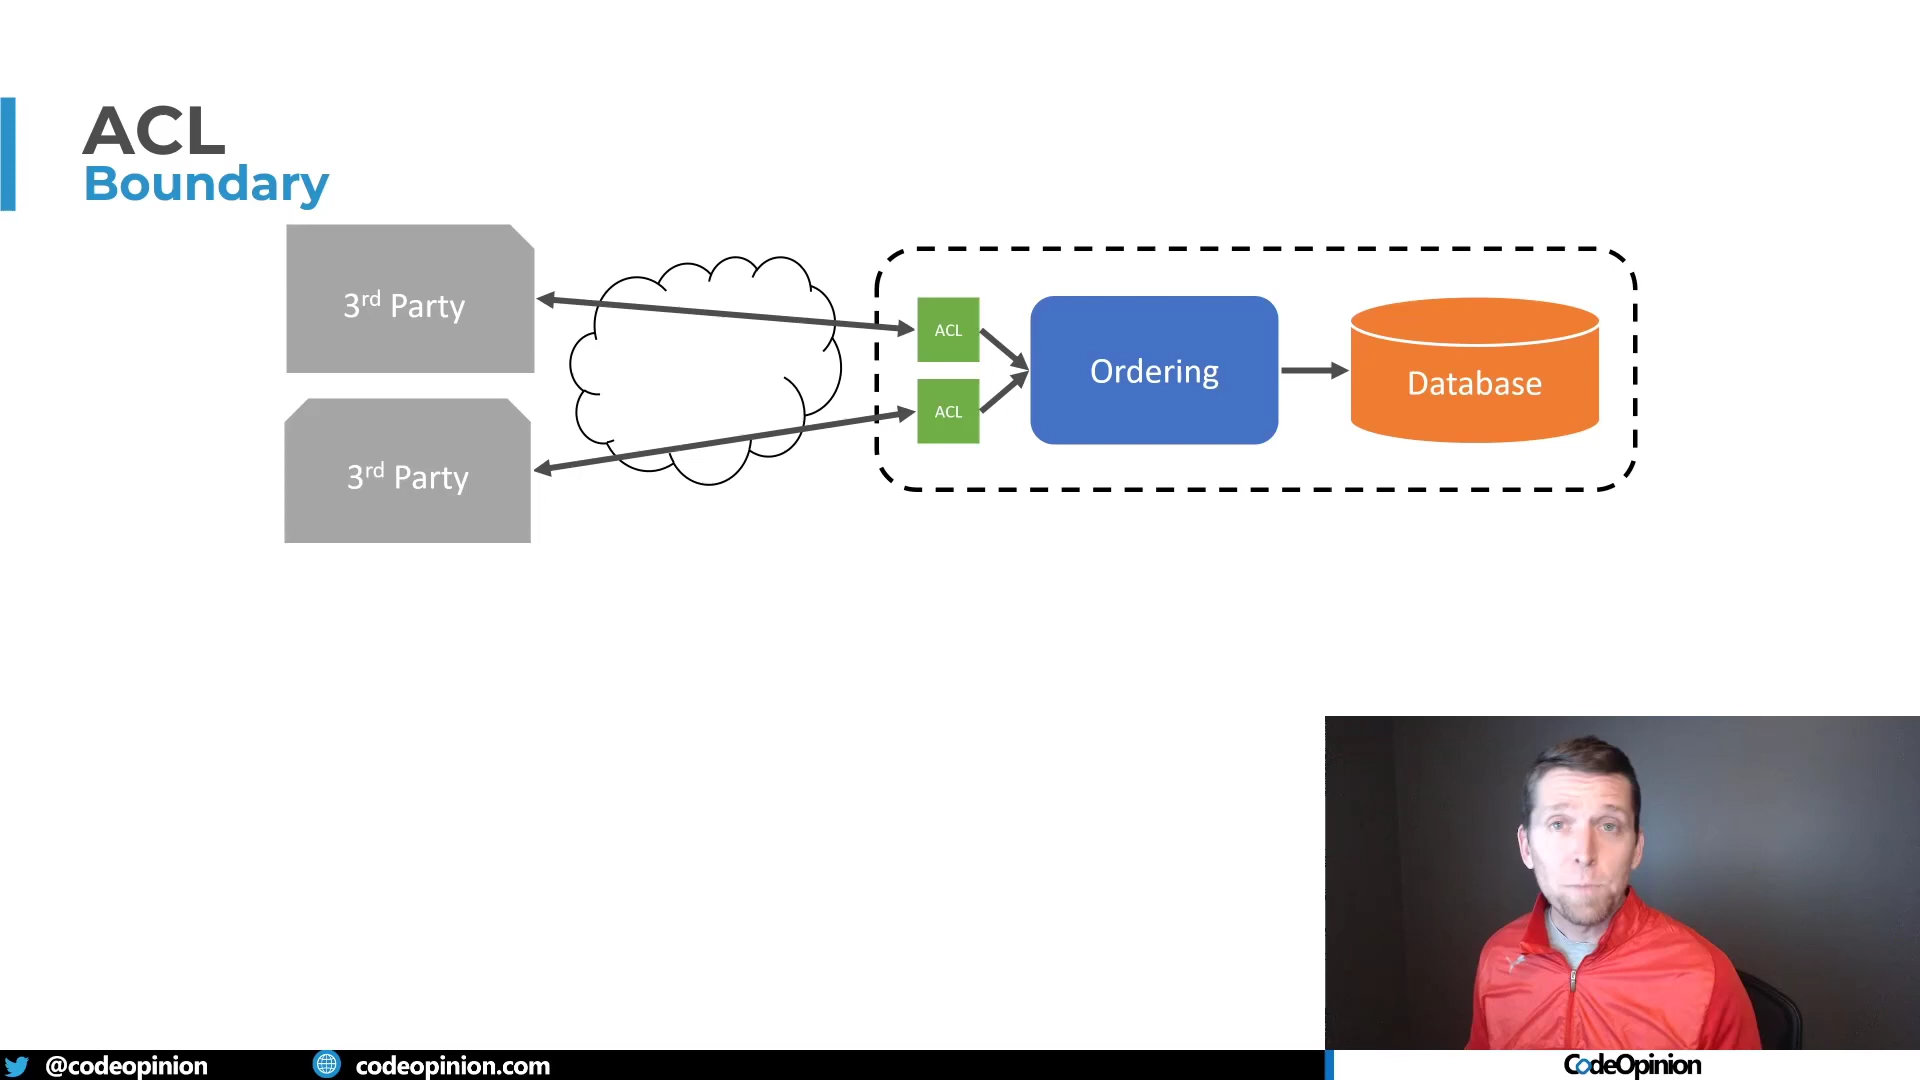 ACL
Boundary
3rd Party
3rd Party
ACL
ACL
Ordering
Database
@codeopinion
codeopinion.com
CodeOpinion